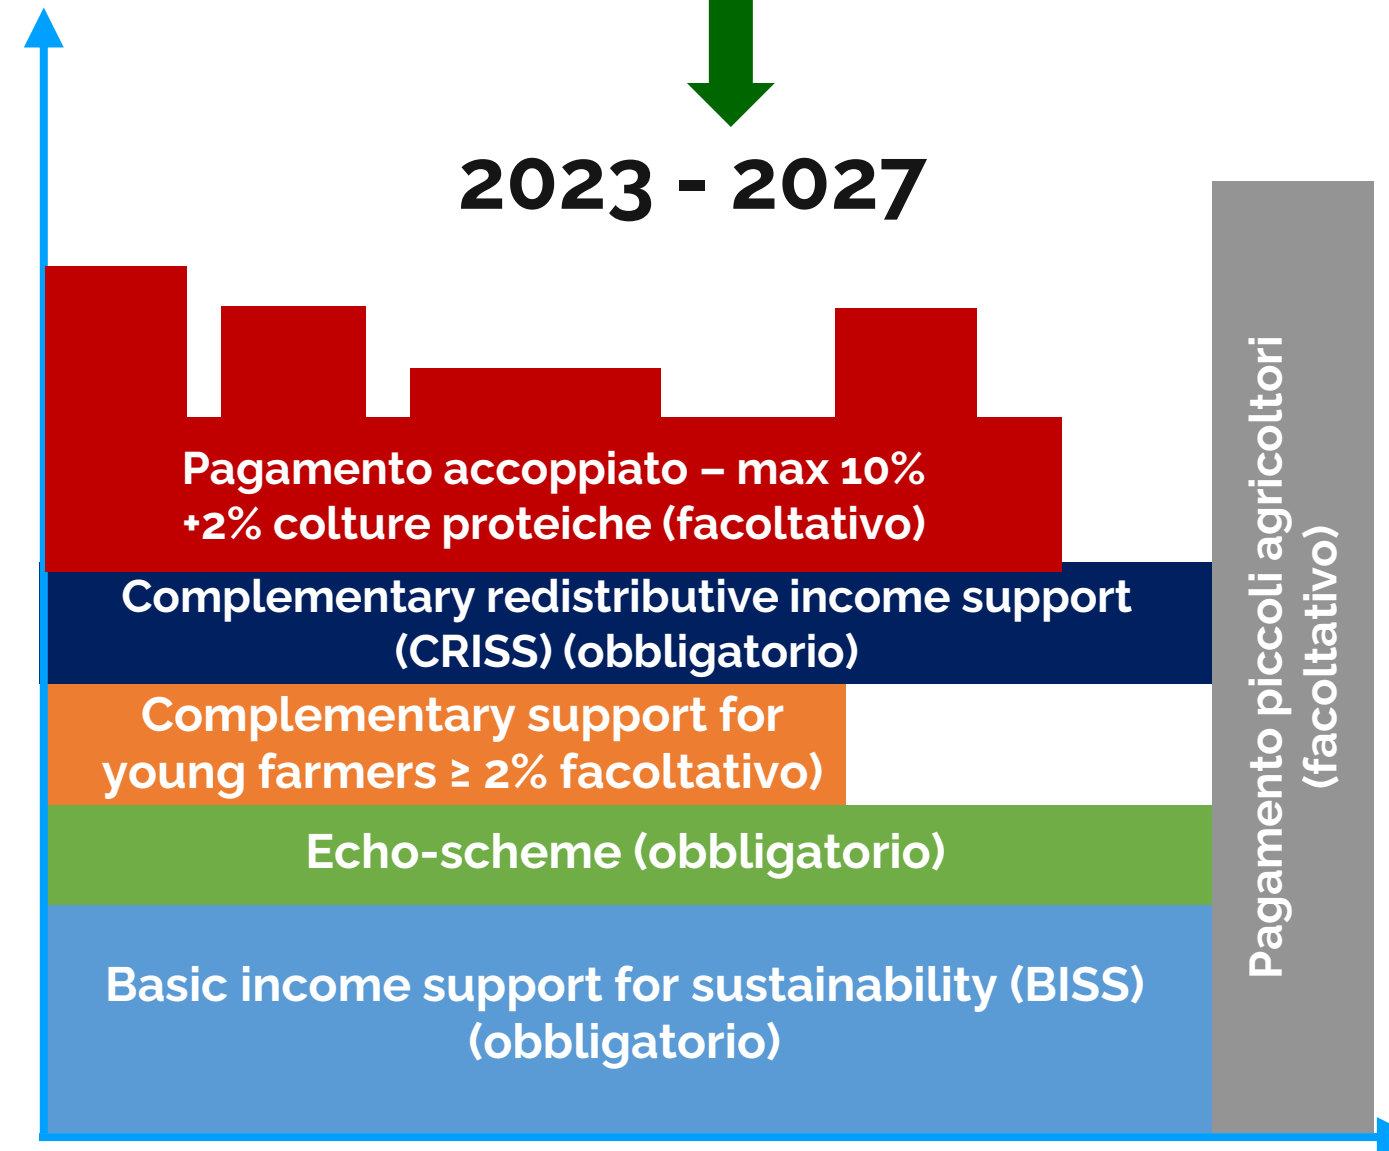 2023 - 2027
Pagamento accoppiato – max 10%
+2% colture proteiche (facoltativo)
Complementary redistributive income support
(CRISS) (obbligatorio)
Complementary support for
young farmers ≥ 2% facoltativo)
Echo-scheme (obbligatorio)
Basic income support for sustainability (BISS)
(obbligatorio)
Pagamento piccoli agricoltori
(facoltativo)